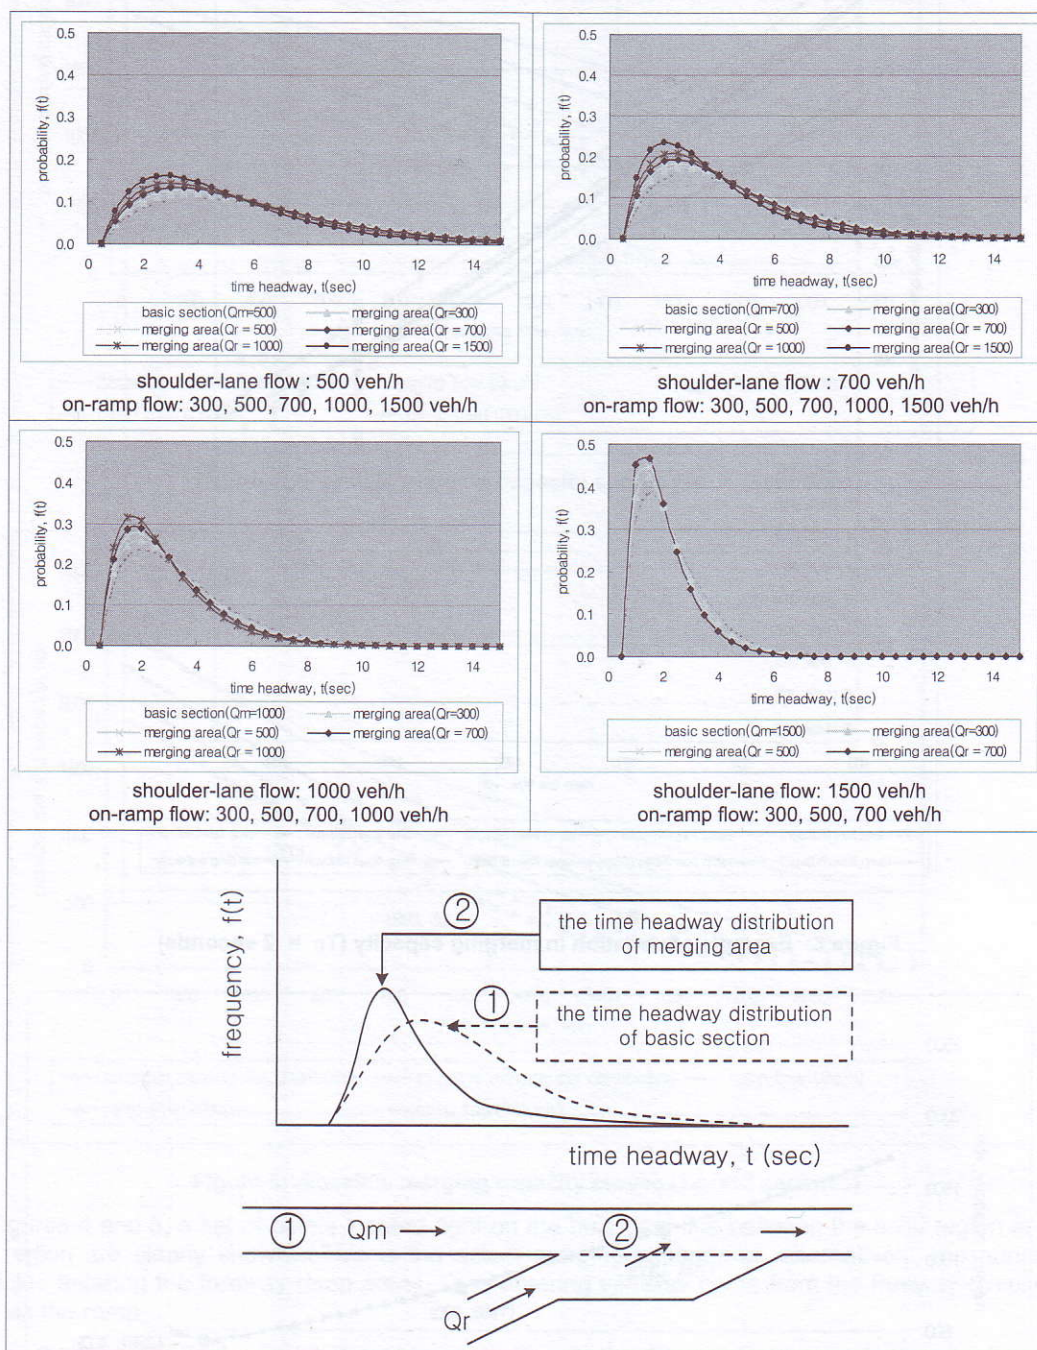 0.5
0.4
0.3
0.2
0.1
0.0
probability, f(t)
0 2 4 6 8 10 12 14
time headway, t(sec)
basic section(Qm=500) merging area(Qr=300)
merging area(Qr = 500) merging area(Qr = 700)
merging area(Qr = 1000) merging area(Qr = 1500)
shoulder-lane flow : 500 veh/h
on-ramp flow: 300, 500, 700, 1000, 1500 veh/h
0.5
0.4
0.3
0.2
0.1
0.0
probability, f(t)
0 2 4 6 8 10 12 14
time headway, t(sec)
basic section(Qm=700) merging area(Qr=300)
merging area(Qr = 500) merging area(Qr = 700)
merging area(Qr = 1000) merging area(Qr = 1500)
shoulder-lane flow : 700 veh/h
on-ramp flow: 300, 500, 700, 1000, 1500 veh/h
0.5
0.4
0.3
0.2
0.1
0.0
probability, f(t)
0 2 4 6 8 10 12 14
time headway, t(sec)
basic section(Qm=1000) merging area(Qr=300)
merging area(Qr = 500) merging area(Qr = 700)
merging area(Qr = 1000)
shoulder-lane flow: 1000 veh/h
on-ramp flow: 300, 500, 700, 1000 veh/h
0.5
0.4
0.3
0.2
0.1
0.0
probability, f(t)
0 2 4 6 8 10 12 14
time headway, t(sec)
basic section(Qm=1500) merging area(Qr=300)
merging area(Qr = 500) merging area(Qr = 700)
shoulder-lane flow: 1500 veh/h
on-ramp flow: 300, 500, 700 veh/h
frequency, f(t)
②
the time headway distribution
of merging area
①
the time headway distribution
of basic section
time headway, t (sec)
① Qm ②
Qr